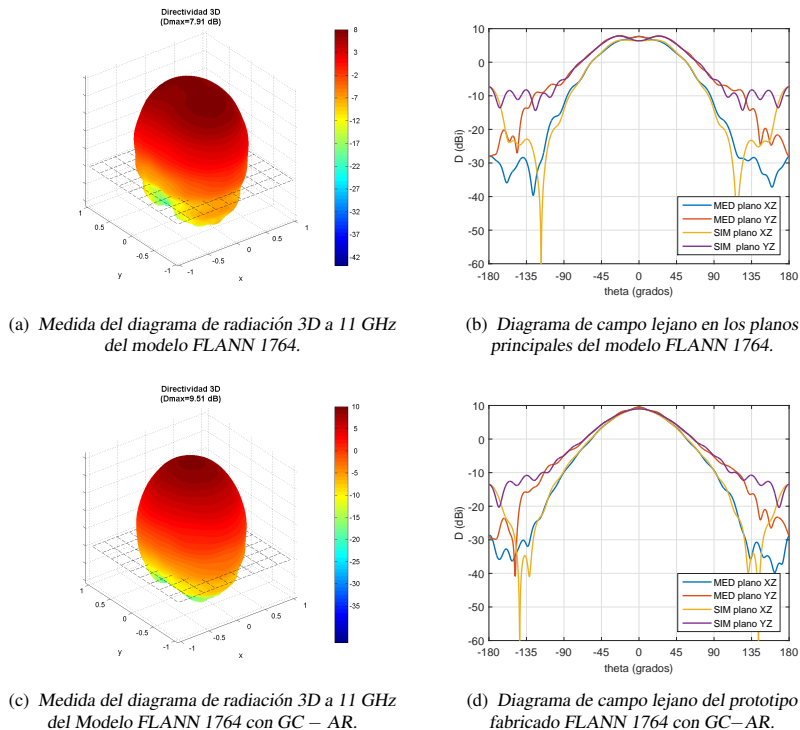 Directividad 3D
(Dmax=7.91 dB)
8
3
-2
-7
-12
-17
-22
-27
-32
-37
-42
1
0.5
0
-0.5
-1
y
-1
-0.5
0
0.5
1
x
10
0
-10
-20
-30
-40
-50
-60
D (dBi)
-180
-135
-90
-45
0
45
90
135
180
theta (grados)
MED plano XZ
MED plano YZ
SIM plano XZ
SIM plano YZ
(a) Medida del diagrama de radiación 3D a 11 GHz
del modelo FLANN 1764.
(b) Diagrama de campo lejano en los planos
principales del modelo FLANN 1764.
Directividad 3D
(Dmax=9.51 dB)
10
5
0
-5
-10
-15
-20
-25
-30
-35
1
0.5
0
-0.5
-1
y
-1
-0.5
0
0.5
1
x
10
0
-10
-20
-30
-40
-50
-60
D (dBi)
-180
-135
-90
-45
0
45
90
135
180
theta (grados)
MED plano XZ
MED plano YZ
SIM plano XZ
SIM plano YZ
(c) Medida del diagrama de radiación 3D a 11 GHz
del Modelo FLANN 1764 con GC − AR.
(d) Diagrama de campo lejano del prototipo
fabricado FLANN 1764 con GC−AR.